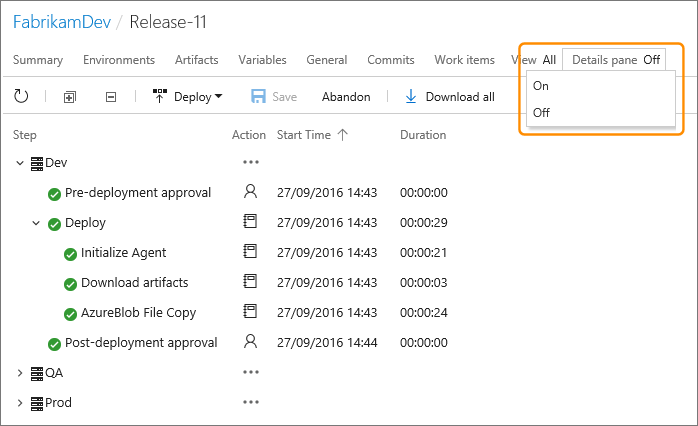 FabrikamDev / Release-11
Summary Environments Artifacts Variables General Commits Work items View All Details pane Off
On
Off
Deploy Save Abandon Download all
Step Action Start Time Duration
Dev
Pre-deployment approval 27/09/2016 14:43 00:00:00
Deploy 27/09/2016 14:43 00:00:29
Initialize Agent 27/09/2016 14:43 00:00:21
Download artifacts 27/09/2016 14:43 00:00:03
AzureBlob File Copy 27/09/2016 14:43 00:00:24
Post-deployment approval 27/09/2016 14:44 00:00:00
QA
Prod